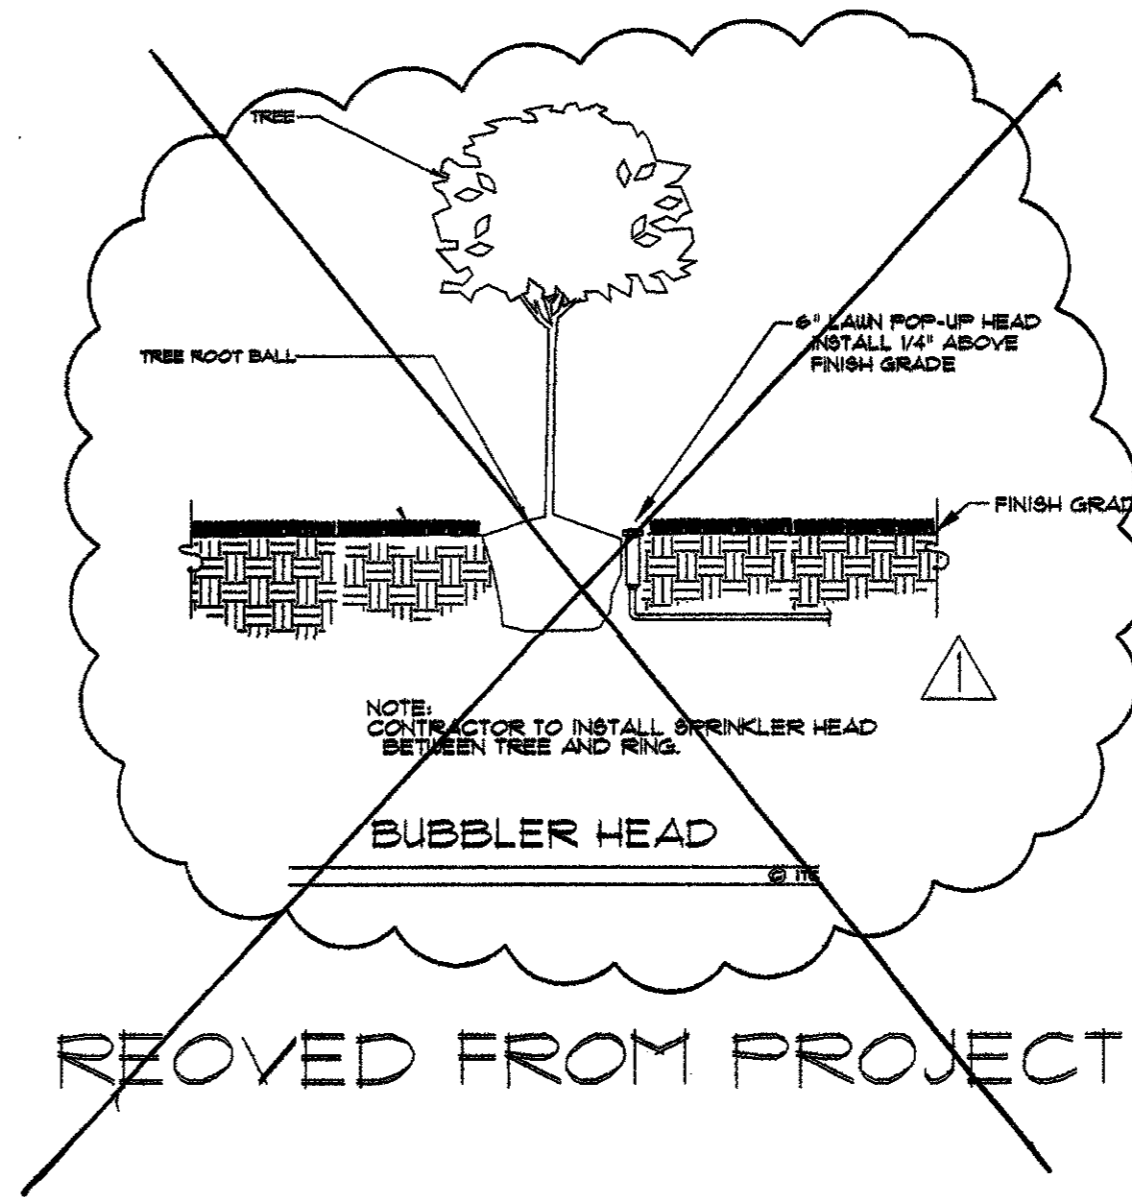 TREE
6" LAWN POP-UP HEAD
INSTALL 1/4" ABOVE
FINISH GRADE
TREE ROOT BALL
FINISH GRAD
1
NOTE:
CONTRACTOR TO INSTALL SPRINKLER HEAD
BETWEEN TREE AND RING.
BUBBLER HEAD
©
REOVED FROM PROJECT